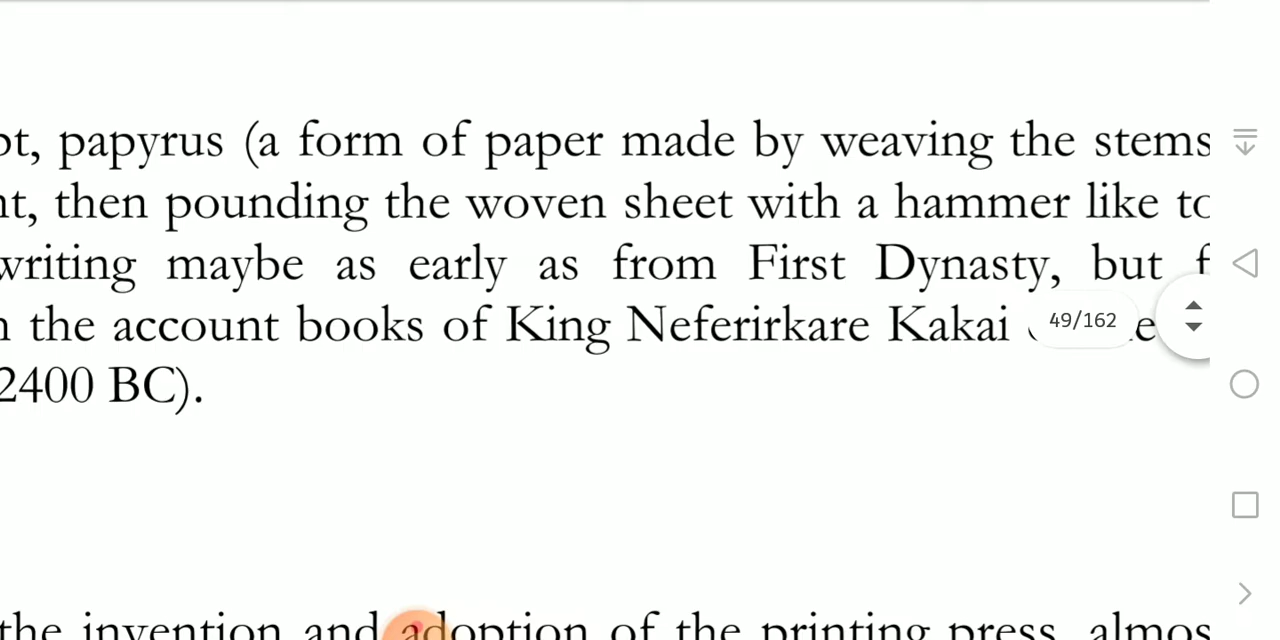 pt, papyrus (a form of paper made by weaving the stems
nt, then pounding the woven sheet with a hammer like to
writing maybe as early as from First Dynasty, but f
the account books of King Neferirkare Kakai
49/162
2400 BC).
the invention and adoption of the printing press, almos